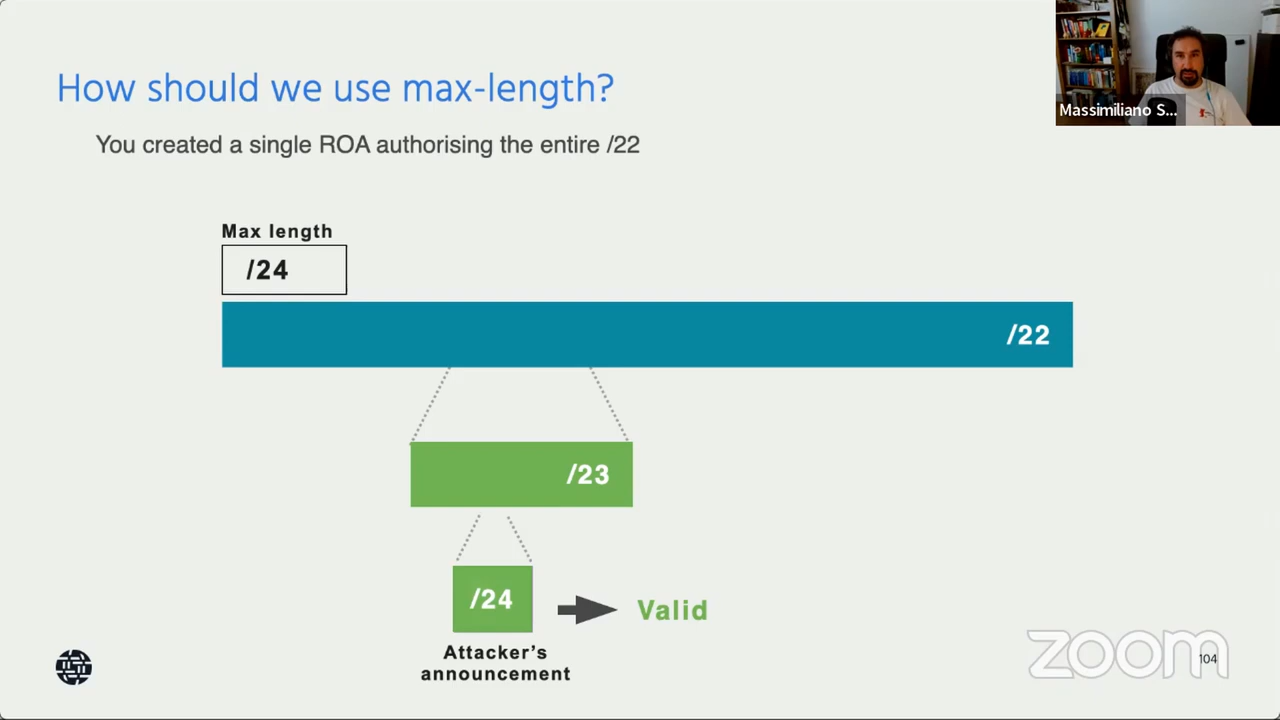 How should we use max-length?
Massimiliano S...
You created a single ROA authorising the entire /22
Max length
/24
/22
/23
/24
Valid
Attacker's
announcement
zoom
104